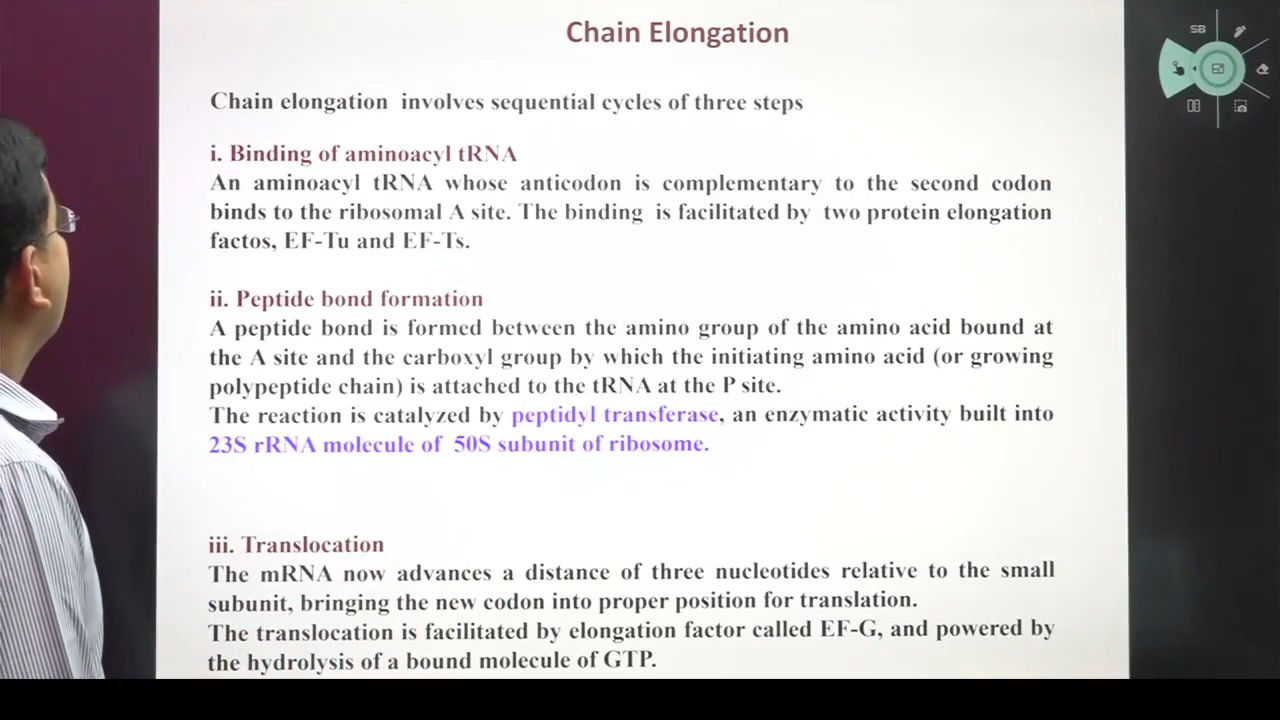 Chain Elongation
Chain elongation involves sequential cycles of three steps
i. Binding of aminoacyl tRNA
An aminoacyl tRNA whose anticodon is complementary to the second codon
binds to the ribosomal A site. The binding is facilitated by two protein elongation
factos, EF-Tu and EF-Ts.
ii. Peptide bond formation
A peptide bond is formed between the amino group of the amino acid bound at
the A site and the carboxyl group by which the initiating amino acid (or growing
polypeptide chain) is attached to the tRNA at the P site.
The reaction is catalyzed by peptidyl transferase, an enzymatic activity built into
23S rRNA molecule of 50S subunit of ribosome.
iii. Translocation
The mRNA now advances a distance of three nucleotides relative to the small
subunit, bringing the new codon into proper position for translation.
The translocation is facilitated by elongation factor called EF-G, and powered by
the hydrolysis of a bound molecule of GTP.
SB